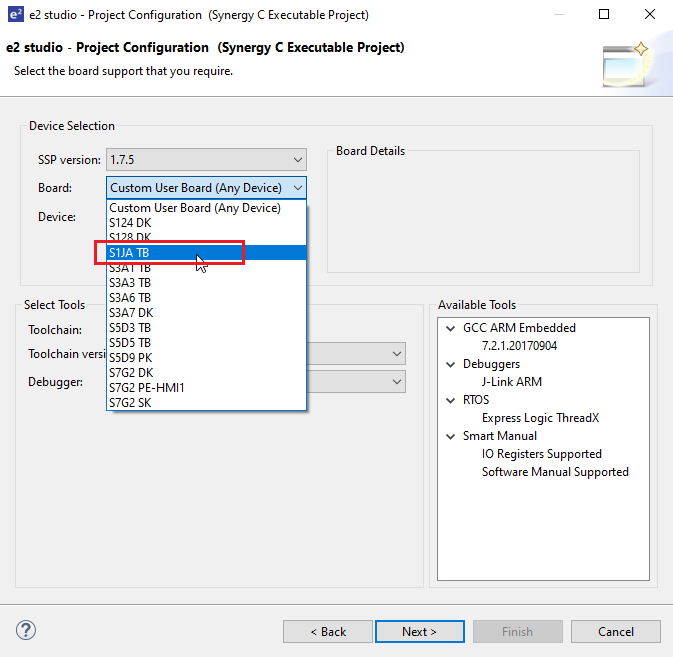 e2 studio - Project Configuration (Synergy C Executable Project)
e2 studio - Project Configuration (Synergy C Executable Project)
Select the board support that you require.
Device Selection
SSP version: 1.7.5
Board: Custom User Board (Any Device)
Device:
Custom User Board (Any Device)
S124 DK
S128 DK
S1JA TB
S3A1 TB
S3A3 TB
S3A6 TB
S3A7 DK
S5D3 TB
S5D5 TB
S5D9 PK
S7G2 DK
S7G2 PE-HMI1
S7G2 SK
Board Details
Select Tools
Toolchain:
Toolchain versi
Debugger:
Available Tools
GCC ARM Embedded
7.2.1.20170904
Debuggers
J-Link ARM
RTOS
Express Logic ThreadX
Smart Manual
IO Registers Supported
Software Manual Supported
?
< Back
Next >
Finish
Cancel